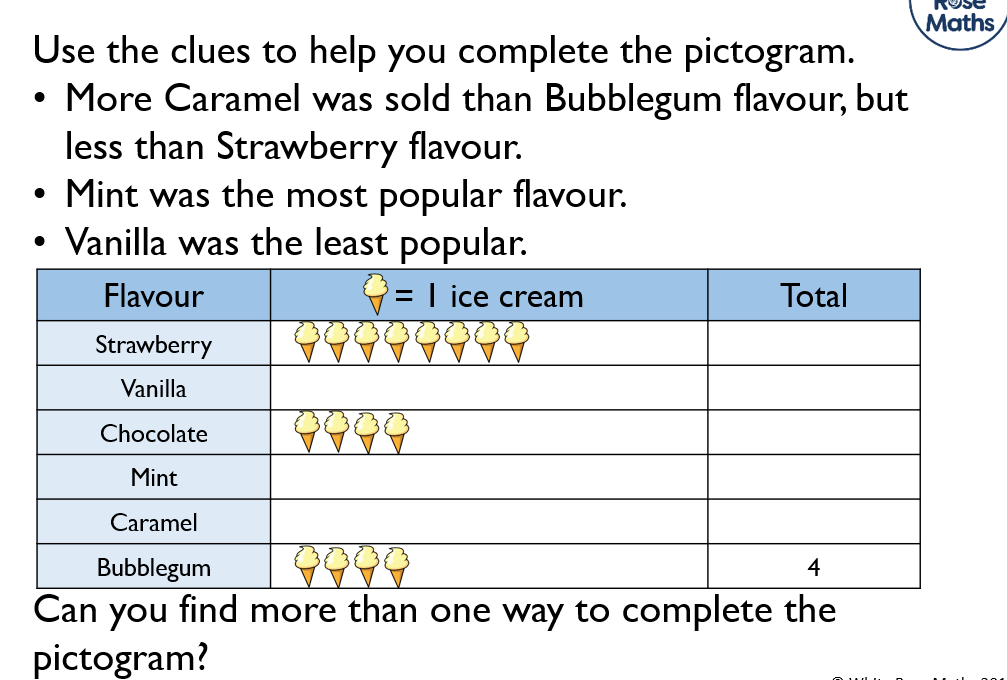 Rose
Maths
Use the clues to help you complete the pictogram.
• More Caramel was sold than Bubblegum flavour, but
less than Strawberry flavour.
• Mint was the most popular flavour.
• Vanilla was the least popular.
Flavour = 1 ice cream Total
Strawberry
Vanilla
Chocolate
Mint
Caramel
Bubblegum 4
Can you find more than one way to complete the
pictogram?